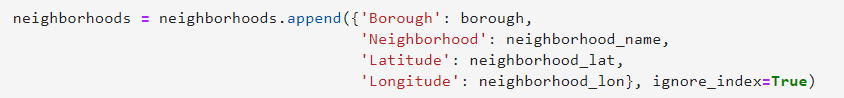 neighborhoods = neighborhoods.append({'Borough': borough,
'Neighborhood': neighborhood_name,
'Latitude': neighborhood_lat,
'Longitude': neighborhood_lon}, ignore_index=True)